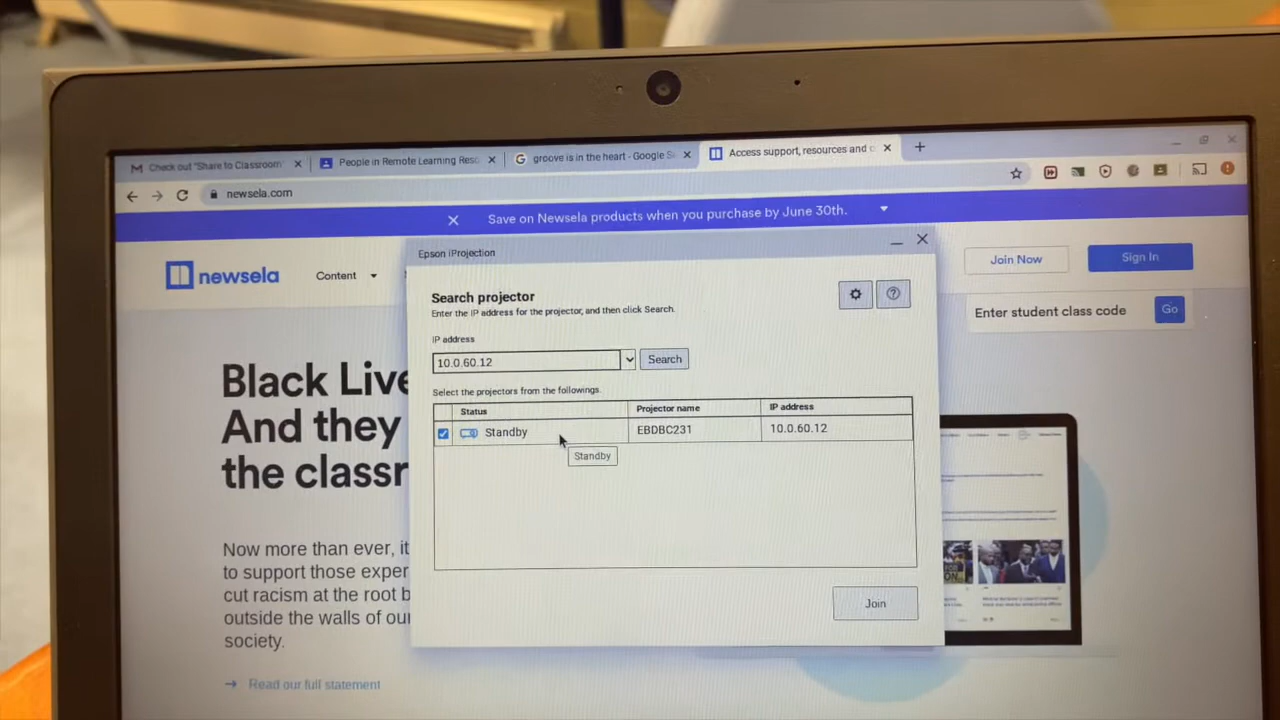 Check out "Share to Classroom
People in Remote Learning Reso
groove is in the heart - Google Se
Access support, resources and c
newsela.com
Save on Newsela products when you purchase by June 30th.
newsela
Content
Join Now
Sign In
Enter student class code
Go
Black Live
And they
the classr
Now more than ever, it
to support those exper
cut racism at the root b
outside the walls of ou
society.
Read our full statement
Epson iProjection
Search projector
Enter the IP address for the projector, and then click Search.
IP address
10.0.60.12
Search
Select the projectors from the followings.
Status
Projector name
IP address
Standby
EBDBC231
10.0.60.12
Standby
Join